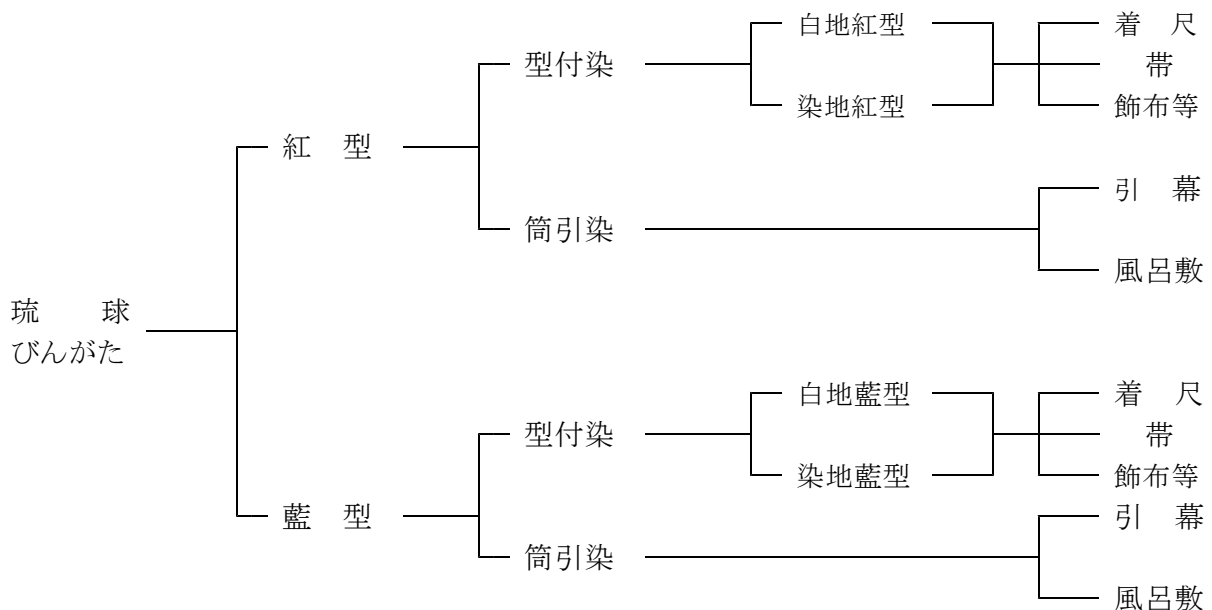 琉　球
びんがた
紅　型
型付染
白地紅型
染地紅型
着　尺
帯
飾布等
筒引染
引　幕
風呂敷
藍　型
型付染
白地藍型
染地藍型
着　尺
帯
飾布等
筒引染
引　幕
風呂敷